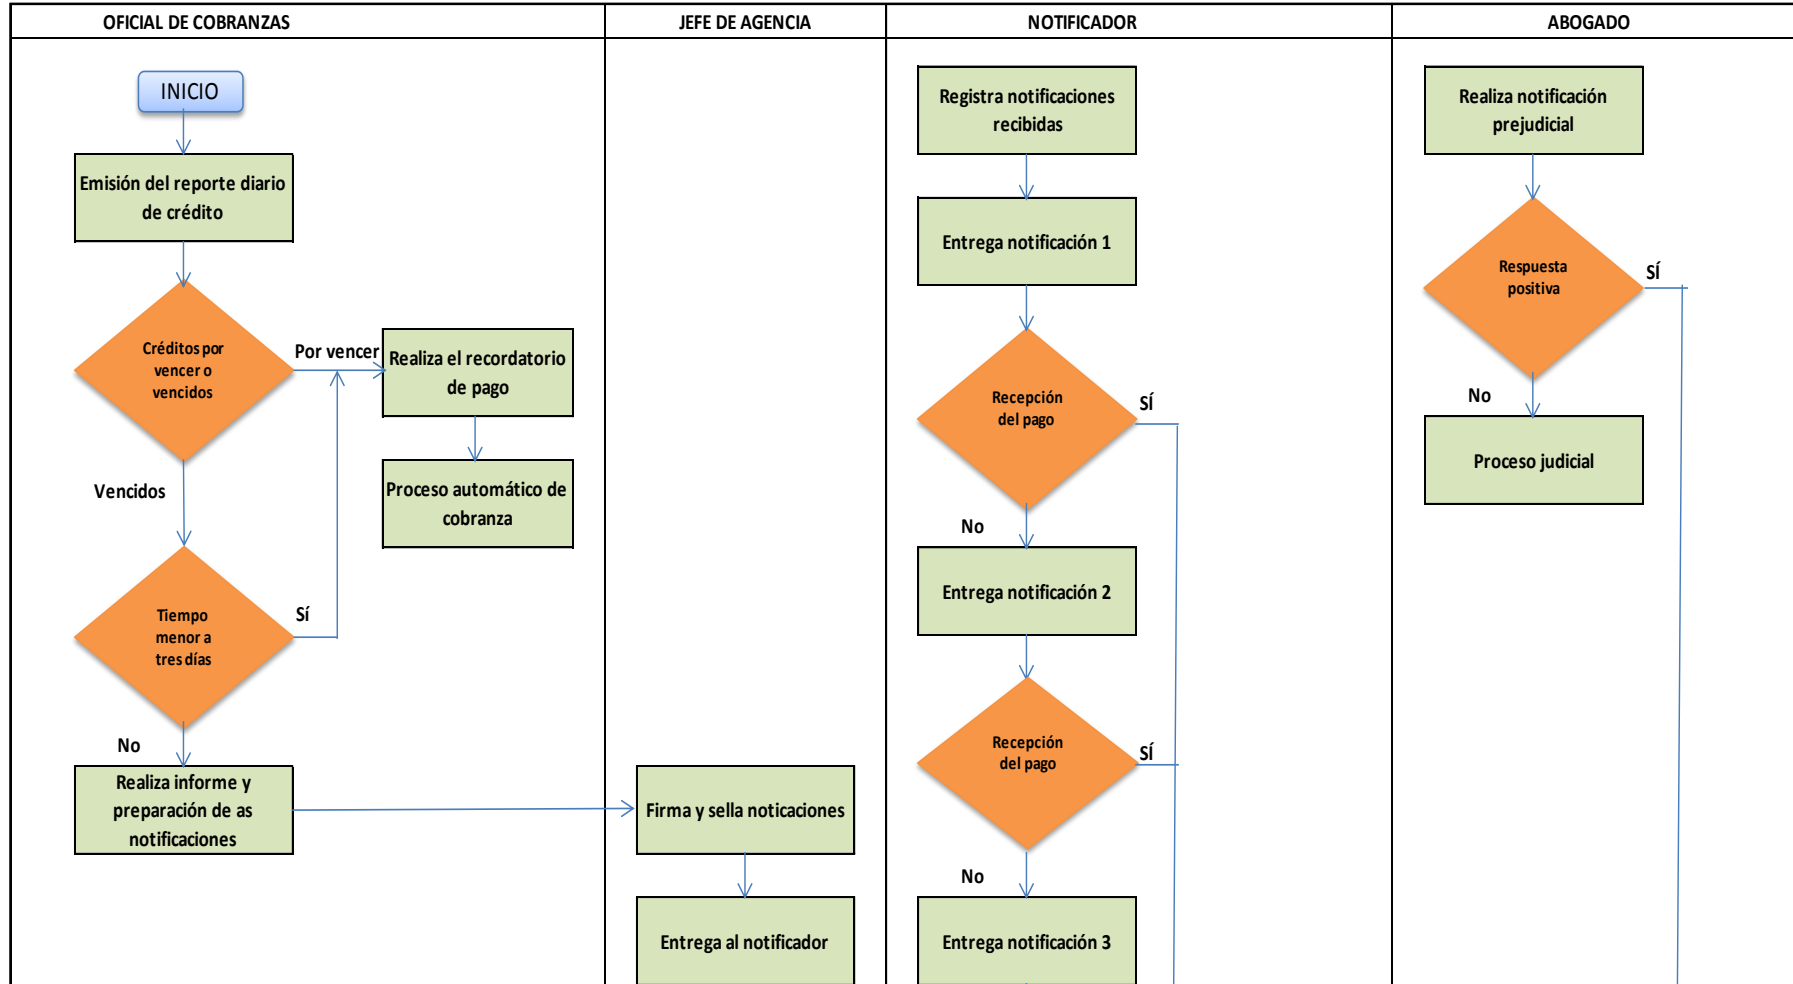 OFICIAL DE COBRANZAS
JEFE DE AGENCIA
NOTIFICADOR
ABOGADO
INICIO
Emisión del reporte diario
de crédito
Créditos por
vencer o
vencidos
Por vencer
Realiza el recordatorio
de pago
Proceso automático de
cobranza
Vencidos
Tiempo
menor a
tres días
Sí
No
Realiza informe y
preparación de as
notificaciones
Firma y sella noticaciones
Entrega al notificador
Registra notificaciones
recibidas
Entrega notificación 1
Recepción
del pago
SÍ
No
Entrega notificación 2
Recepción
del pago
SÍ
No
Entrega notificación 3
Realiza notificación
prejudicial
Respuesta
positiva
SÍ
No
Proceso judicial